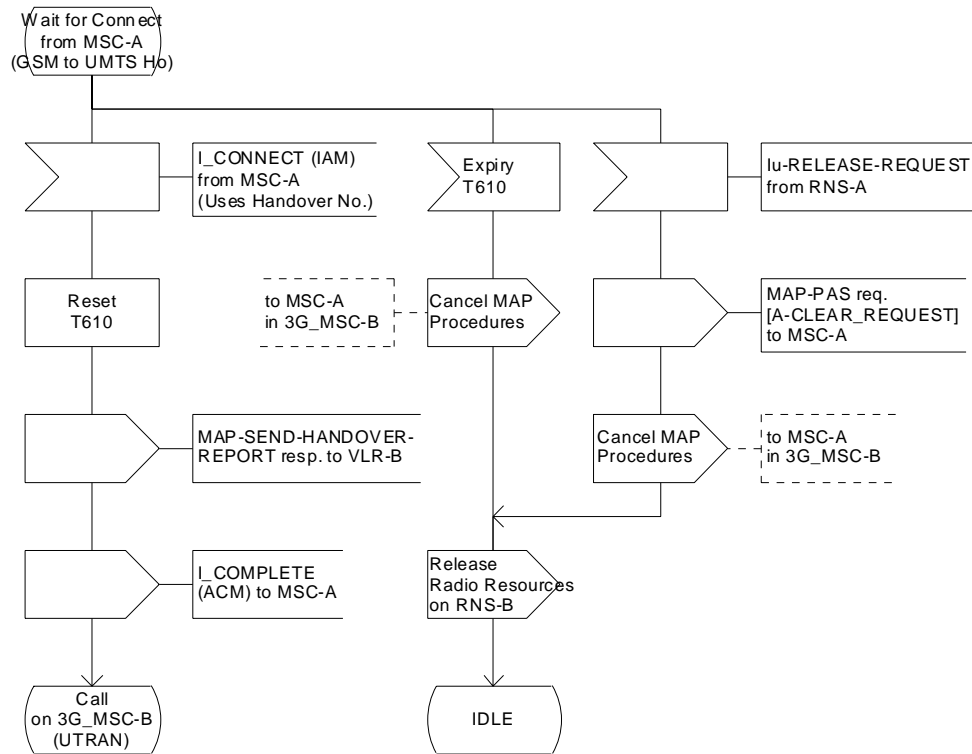 Wait for Connect
from MSC-A
(GSM to UMTS Ho)
I_CONNECT (IAM)
from MSC-A
(Uses Handover No.)
Expiry
T610
Iu-RELEASE-REQUEST
from RNS-A
Reset
T610
to MSC-A
in 3G_MSC-B
Cancel MAP
Procedures
MAP-PAS req.
[A-CLEAR_REQUEST]
to MSC-A
MAP-SEND-HANDOVER-
REPORT resp. to VLR-B
Cancel MAP
Procedures
to MSC-A
in 3G_MSC-B
I_COMPLETE
(ACM) to MSC-A
Release
Radio Resources
on RNS-B
Call
on 3G_MSC-B
(UTRAN)
IDLE